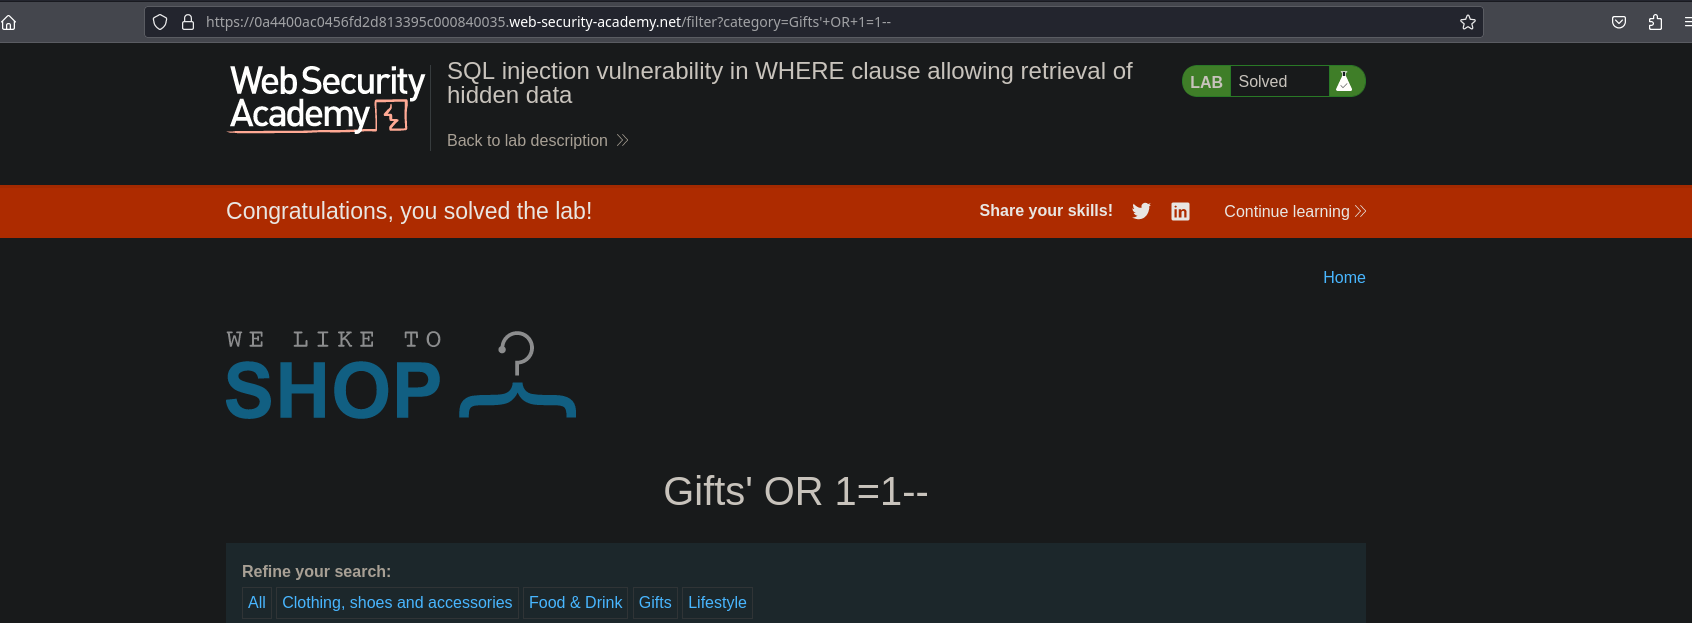 https://0a4400ac0456fd2d813395c000840035.web-security-academy.net/filter?category=Gifts'+OR+1=1--
Web Security
Academy
SQL injection vulnerability in WHERE clause allowing retrieval of
hidden data
Back to lab description
LAB Solved
Congratulations, you solved the lab!
Share your skills!
Continue learning
Home
WE LIKE TO
SHOP
Gifts' OR 1=1--
Refine your search:
All Clothing, shoes and accessories Food & Drink Gifts Lifestyle